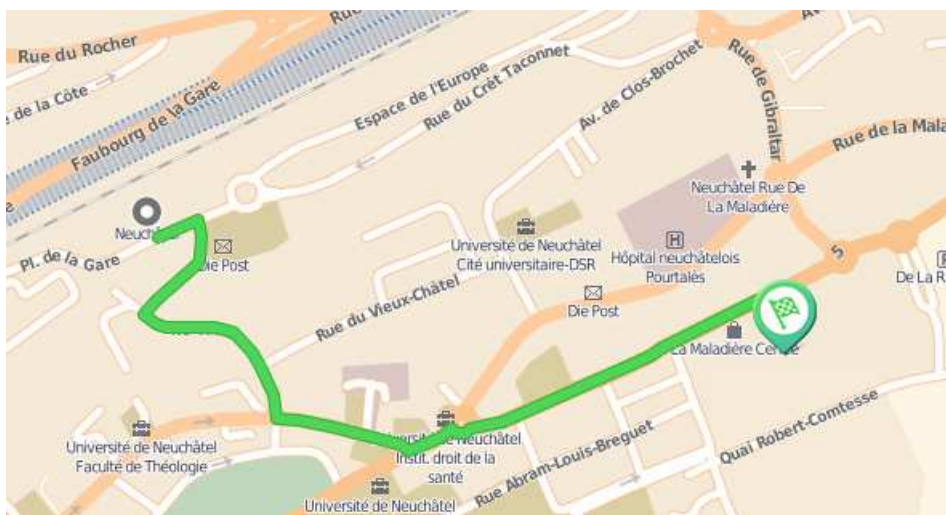 Rue du Rocher
de la Côte
Faubourg de la Gare
Espace de l'Europe
Rue du Crêt Taconnet
Av. de Clos-Brochet
Rue de Gibraltar
Rue de la Mala
Neuchâtel Rue De
La Maladière
Pl. de la Gare
Die Post
Université de Neuchâtel
Cité universitaire-DSR
H
Hôpital neuchâtelois
Pourtalès
5
De La R
Rue du Vieux-Châtel
Die Post
La Maladière
Université de Neuchâtel
Faculté de Théologie
de Neuchâtel
Instit. droit de la
santé
Université de Neuchâtel
Rue Abram-Louis-Breguet
Quai Robert-Comtesse